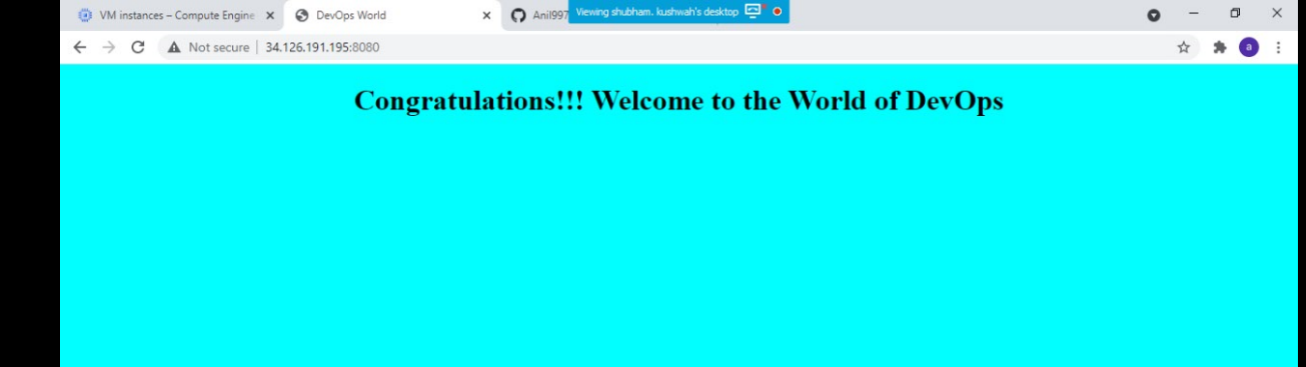 VM instances – Compute Engine
DevOps World
Anil997
Viewing shubham. kushwah's desktop
Not secure | 34.126.191.195:8080
a
Congratulations!!! Welcome to the World of DevOps